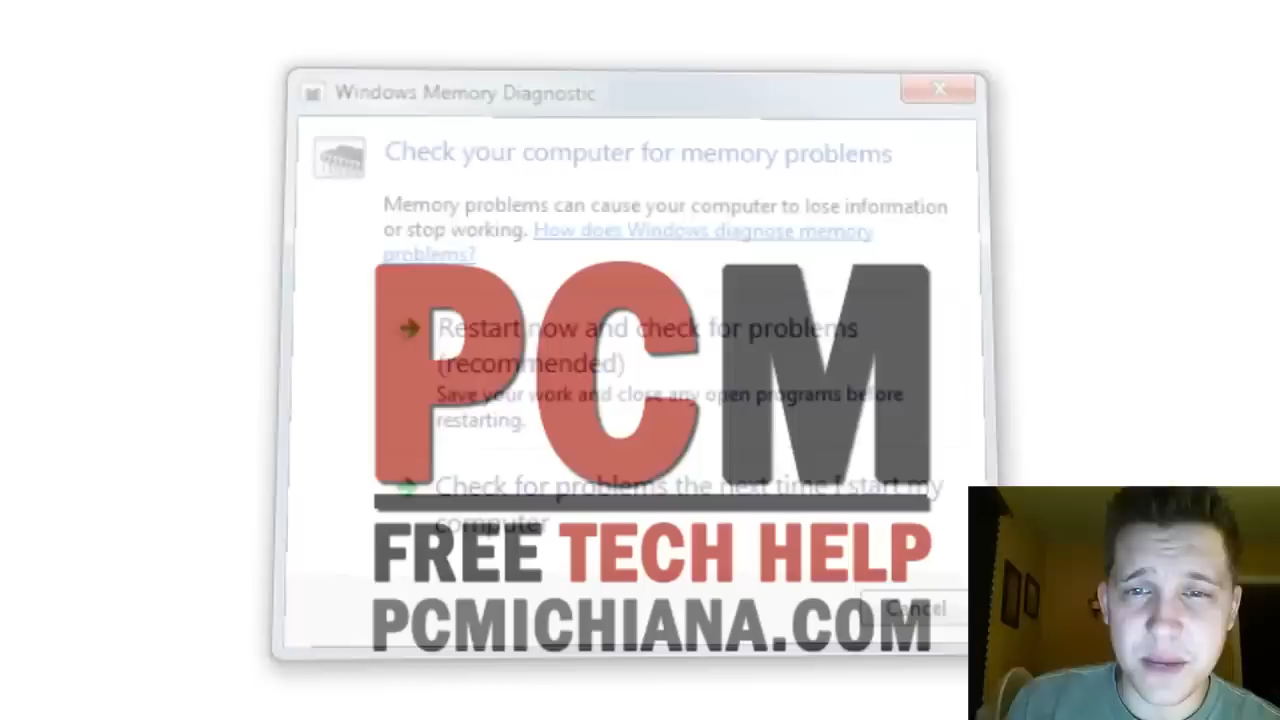 Windows Memory Diagnostic
Check your computer for memory problems
Memory problems can cause your computer to lose information
or stop working. How does Windows diagnose memory
problems?
Restart now and check for problems
(recommended)
Save your work and close any open programs before
restarting.
Check for problems the next time I start my
computer
Cancel
PCM
FREE TECH HELP
PCMICHIANA.COM